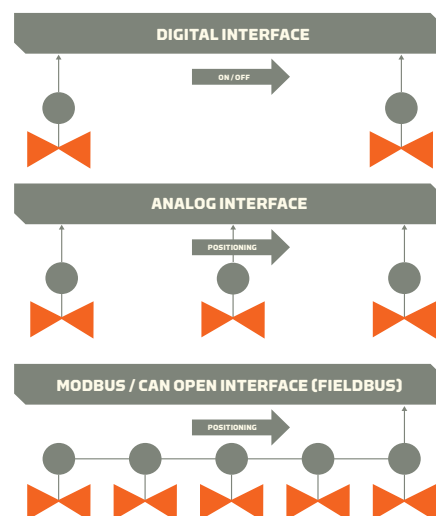 DIGITAL INTERFACE
ON / OFF
ANALOG INTERFACE
POSITIONING
MODBUS / CAN OPEN INTERFACE (FIELDBUS)
POSITIONING